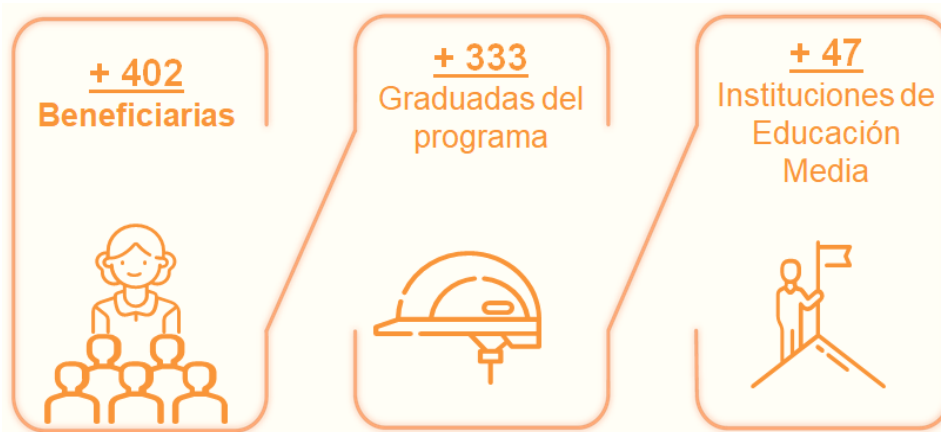 + 402
Beneficiarias
+ 333
Graduadas del
programa
+ 47
Instituciones de
Educación
Media